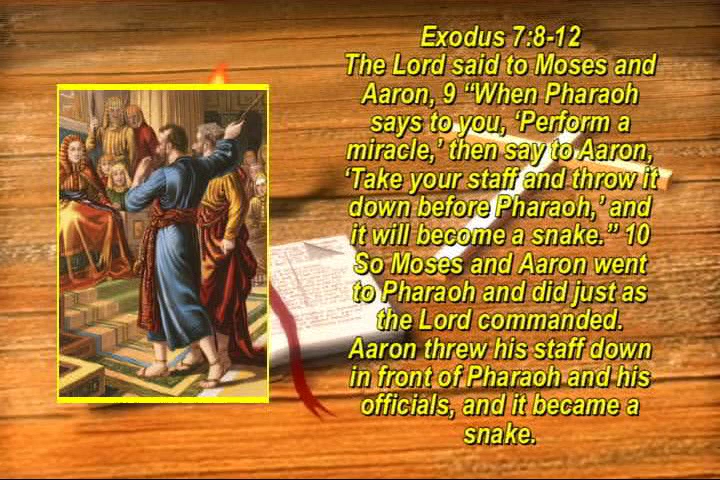 Exodus 7:8-12
The Lord said to Moses and
Aaron, 9 “When Pharaoh
says to you, ‘Perform a
miracle,’ then say to Aaron,
‘Take your staff and throw it
down before Pharaoh,’ and
it will become a snake.” 10
So Moses and Aaron went
to Pharaoh and did just as
the Lord commanded.
Aaron threw his staff down
in front of Pharaoh and his
officials, and it became a
snake.